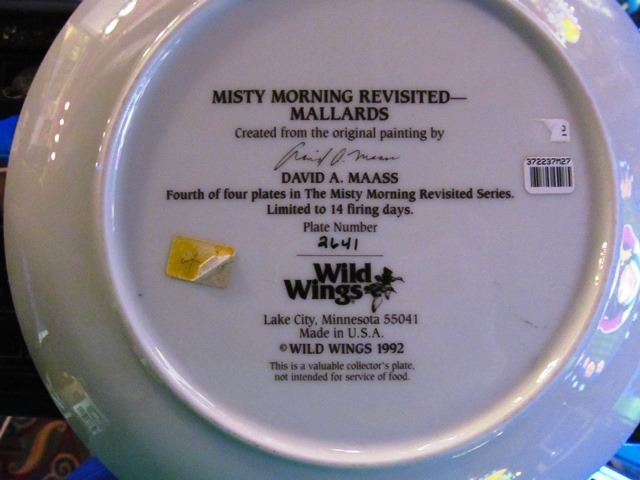 MISTY MORNING REVISITED—
MALLARDS
Created from the original painting by
David A. Maass
DAVID A. MAASS
Fourth of four plates in The Misty Morning Revisited Series.
Limited to 14 firing days.
Plate Number
2641
Wild
Wings
Lake City, Minnesota 55041
Made in U.S.A.
© WILD WINGS 1992
This is a valuable collector's plate,
not intended for service of food.
372237M27